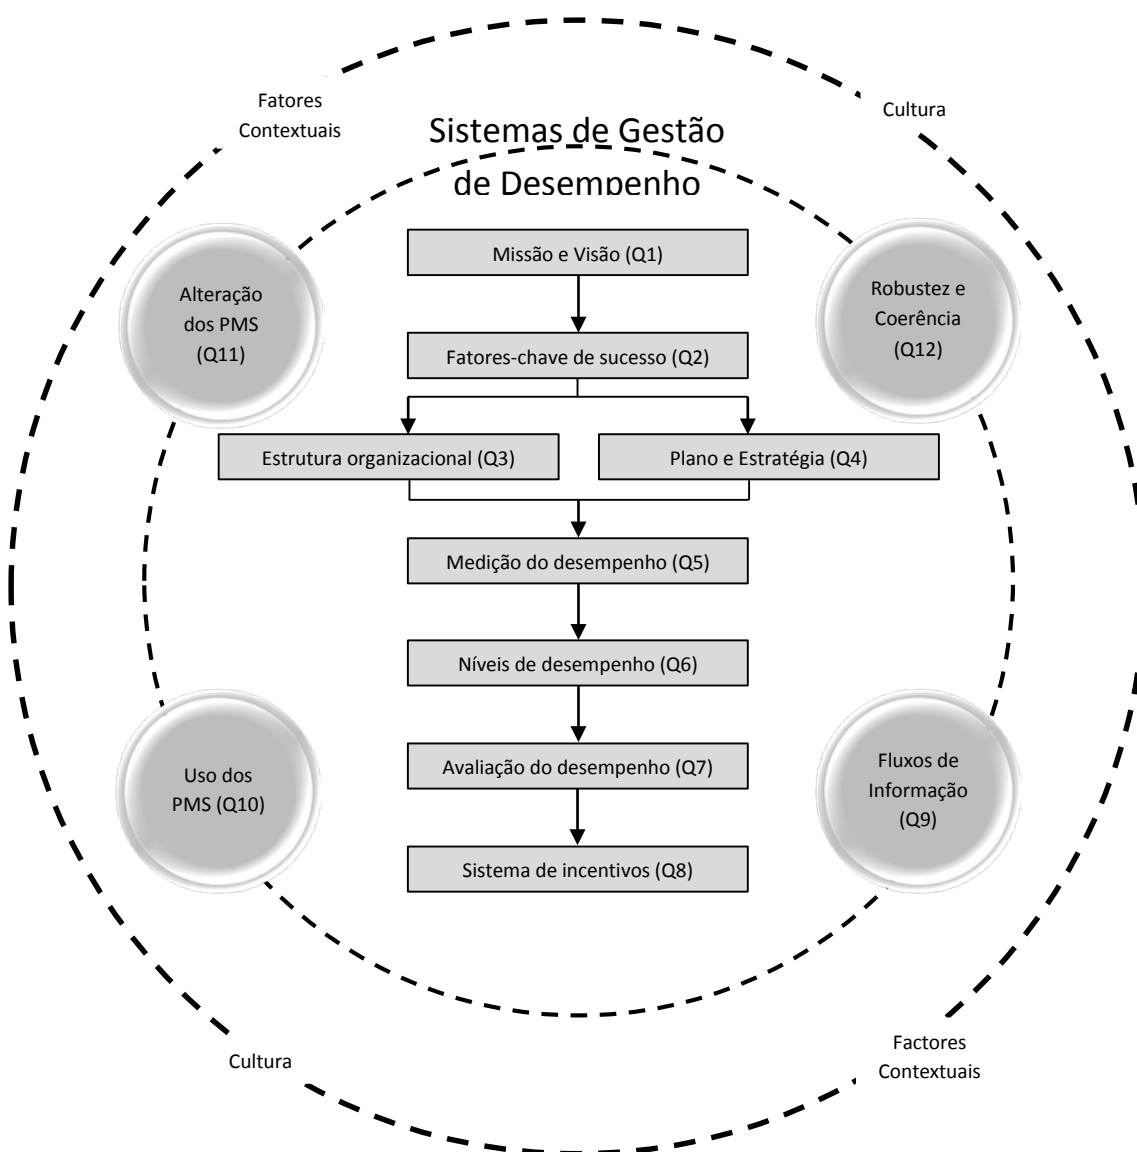 Fatores
Contextuais
Cultura
Sistemas de Gestão
de Desempenho
Missão e Visão (Q1)
Alteração
dos PMS
(Q11)
Robustez e
Coerência
(Q12)
Fatores-chave de sucesso (Q2)
Estrutura organizacional (Q3)
Plano e Estratégia (Q4)
Medição do desempenho (Q5)
Níveis de desempenho (Q6)
Uso dos
PMS (Q10)
Avaliação do desempenho (Q7)
Fluxos de
Informação
(Q9)
Sistema de incentivos (Q8)
Cultura
Factores
Contextuais